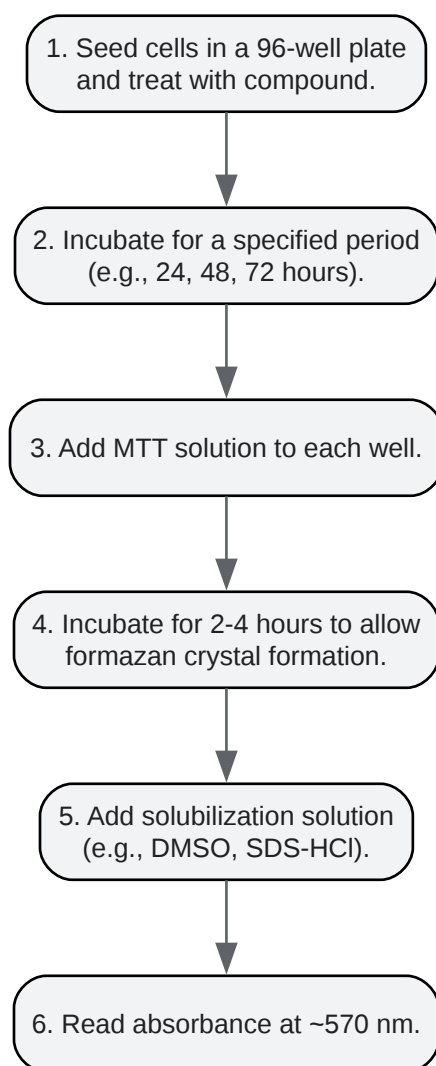 1. Seed cells in a 96-well plate
and treat with compound.
2. Incubate for a specified period
(e.g., 24, 48, 72 hours).
3. Add MTT solution to each well.
4. Incubate for 2-4 hours to allow
formazan crystal formation.
5. Add solubilization solution
(e.g., DMSO, SDS-HCl).
6. Read absorbance at ~570 nm.